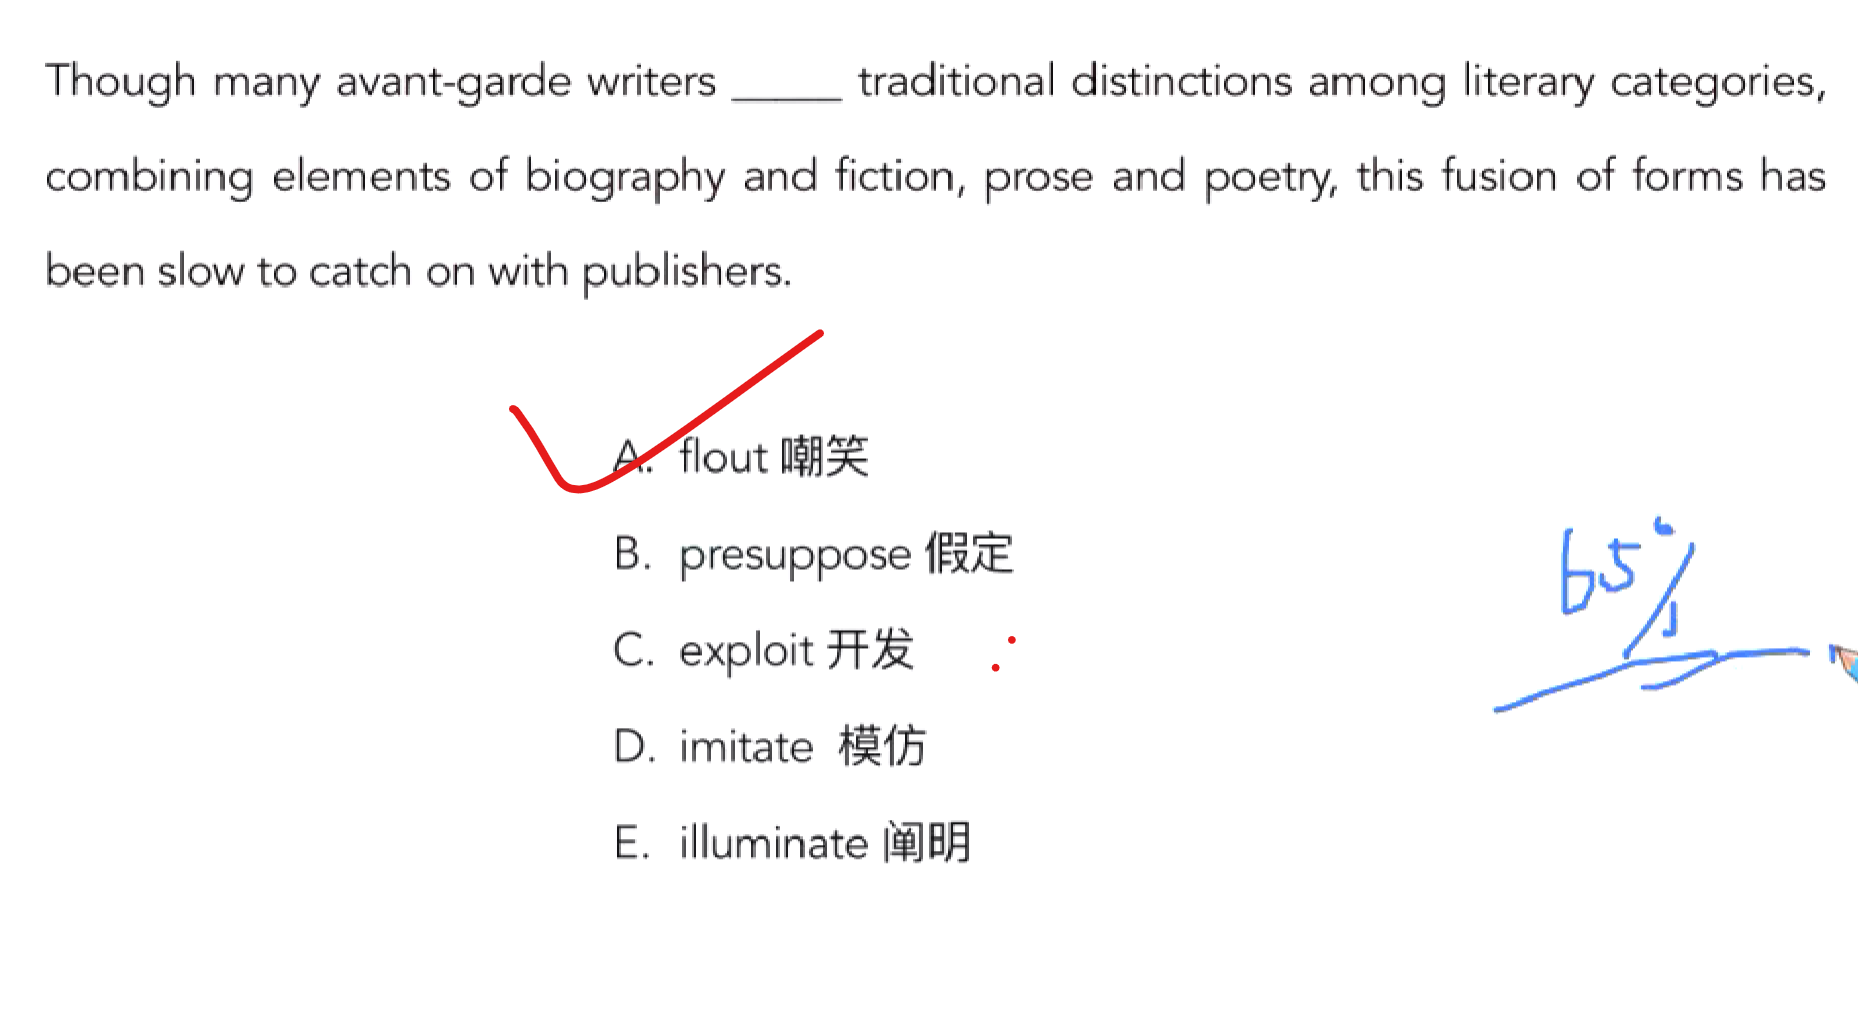 Though many avant-garde writers _____ traditional distinctions among literary categories,
combining elements of biography and fiction, prose and poetry, this fusion of forms has
been slow to catch on with publishers.
A. flout 嘲笑
B. presuppose 假定
C. exploit 开发
D. imitate 模仿
E. illuminate 阐明
65°